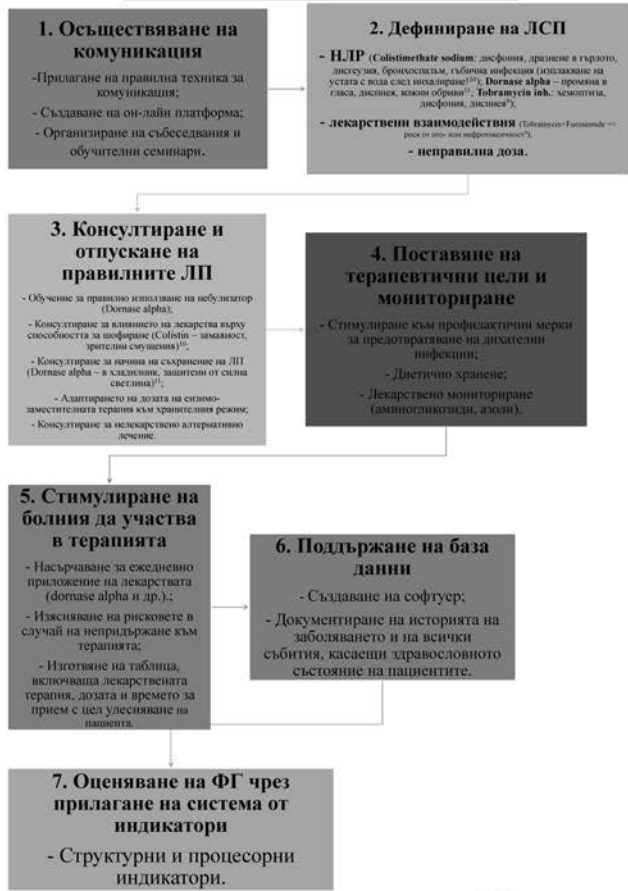 1. Осъществяване на
комуникация
-Прилагане на правилна техника за
комуникация;
- Създаване на он-лайн платформа;
- Организиране на събеседвания и
обучителни семинари.
2. Дефиниране на ЛСП
- НЛР (Colistimethate sodium: дисфония, дразнене в гърлото,
дисгеузия, бронхоспазъм, гъбична инфекция (изплакване на
устата с вода след инхалиране!¹⁰); Dornase alpha – промяна в
гласа, диспнея, кожни обриви¹¹; Tobramycin inh.: хемоптиза,
дисфония, диспнея⁹);
- лекарствени взаимодействия (Tobramycin+Furosemide =>
риск от ото- или нефротоксичност⁹);
- неправилна доза.
3. Консултиране и
отпускане на
правилните ЛП
- Обучение за правилно използване на небулизатор
(Dornase alpha);
- Консултиране за влиянието на лекарства върху
способността за шофиране (Colistin – замаяност,
зрителни смущения)¹⁰;
- Консултиране за начина на съхранение на ЛП
(Dornase alpha – в хладилник, защитени от силна
светлина)¹¹;
- Адаптирането на дозата на ензимо-
заместителната терапия към хранителния режим;
- Консултиране за нелекарствено алтернативно
лечение.
4. Поставяне на
терапевтични цели и
мониториране
- Стимулиране към профилактични мерки
за предотвратяване на дихателни
инфекции;
- Диетично хранене;
- Лекарствено мониториране
(аминогликозиди, азоли).
5. Стимулиране на
болния да участва
в терапията
- Насърчаване за ежедневно
приложение на лекарствата
(dornase alpha и др.).;
- Изясняване на рисковете в
случай на непридържане към
терапията;
- Изготвяне на таблица,
включваща лекарствената
терапия, дозата и времето за
прием с цел улесняване на
пациента.
6. Поддържане на база
данни
- Създаване на софтуер;
- Документиране на историята на
заболяването и на всички
събития, касаещи здравословното
състояние на пациентите.
7. Оценяване на ФГ чрез
прилагане на система от
индикатори
- Структурни и процесорни
индикатори.